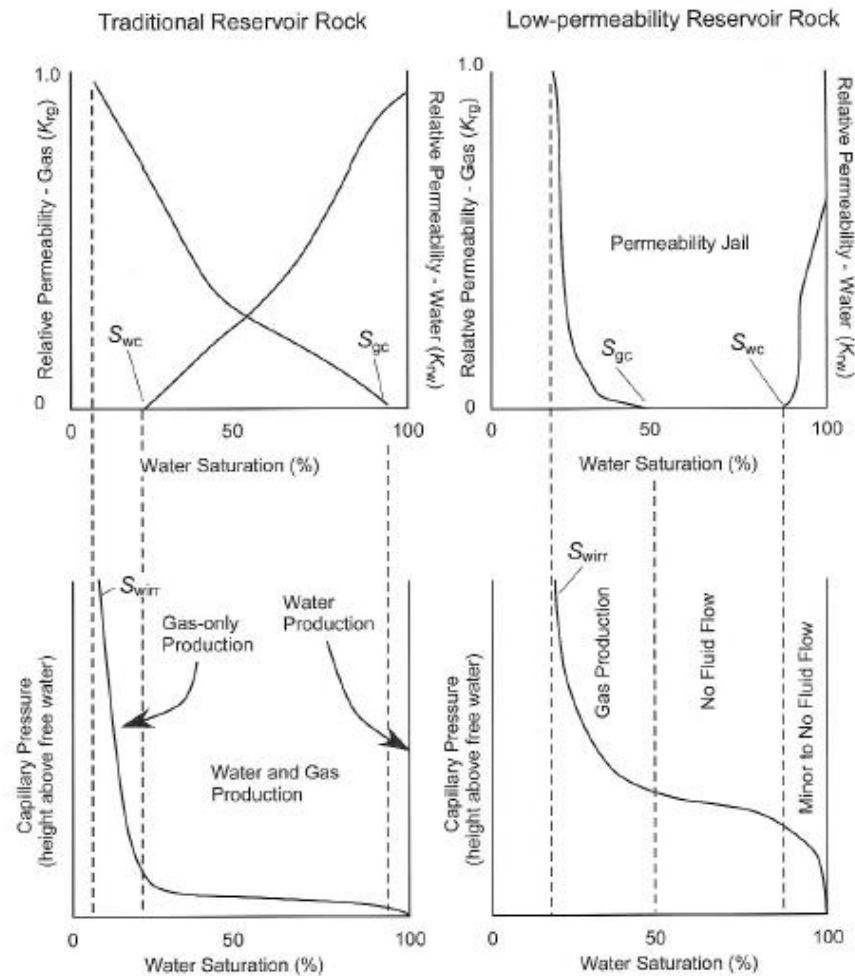 Traditional Reservoir Rock
Relative Permeability - Gas (Krg)
1.0
0
Swc
Sgc
Relative Permeability - Water (Krw)
0
50
100
Water Saturation (%)
Low-permeability Reservoir Rock
Relative Permeability - Gas (Krg)
1.0
0
Permeability Jail
Sgc
Swc
Relative Permeability - Water (Krw)
0
50
100
Water Saturation (%)
Capillary Pressure
(height above free water)
Swirr
Gas-only
Production
Water
Production
Water and Gas
Production
0
50
100
Water Saturation (%)
Capillary Pressure
(height above free water)
Swirr
Gas Production
No Fluid Flow
Minor to No Fluid Flow
0
50
100
Water Saturation (%)